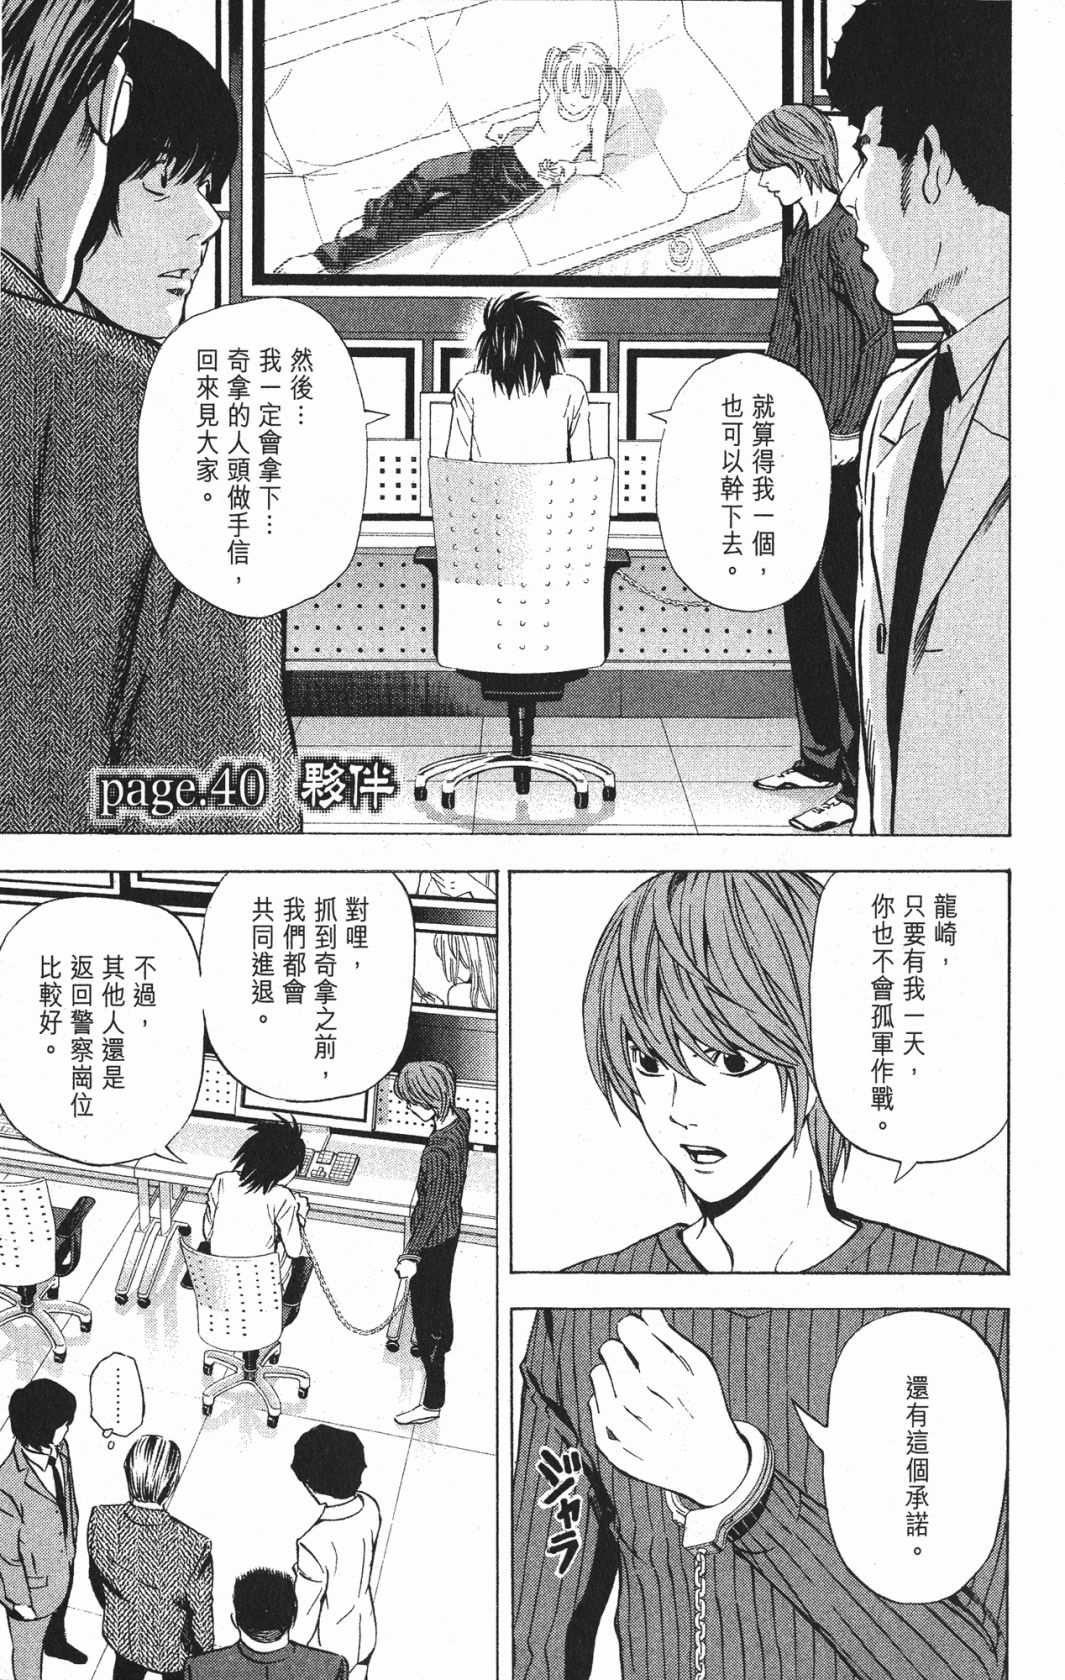 就算得我一個，
也可以幹下去。
然後…
我一定會拿下…
奇拿的人頭做手信，
回來見大家。
page.40 夥伴
龍崎，
只要有我一天，
你也不會孤軍作戰。
還有這個承諾。
ジャラ
對哩，
抓到奇拿之前，
我們都會
共同進退。
不過，
其他人還是
返回警察崗位
比較好。
………